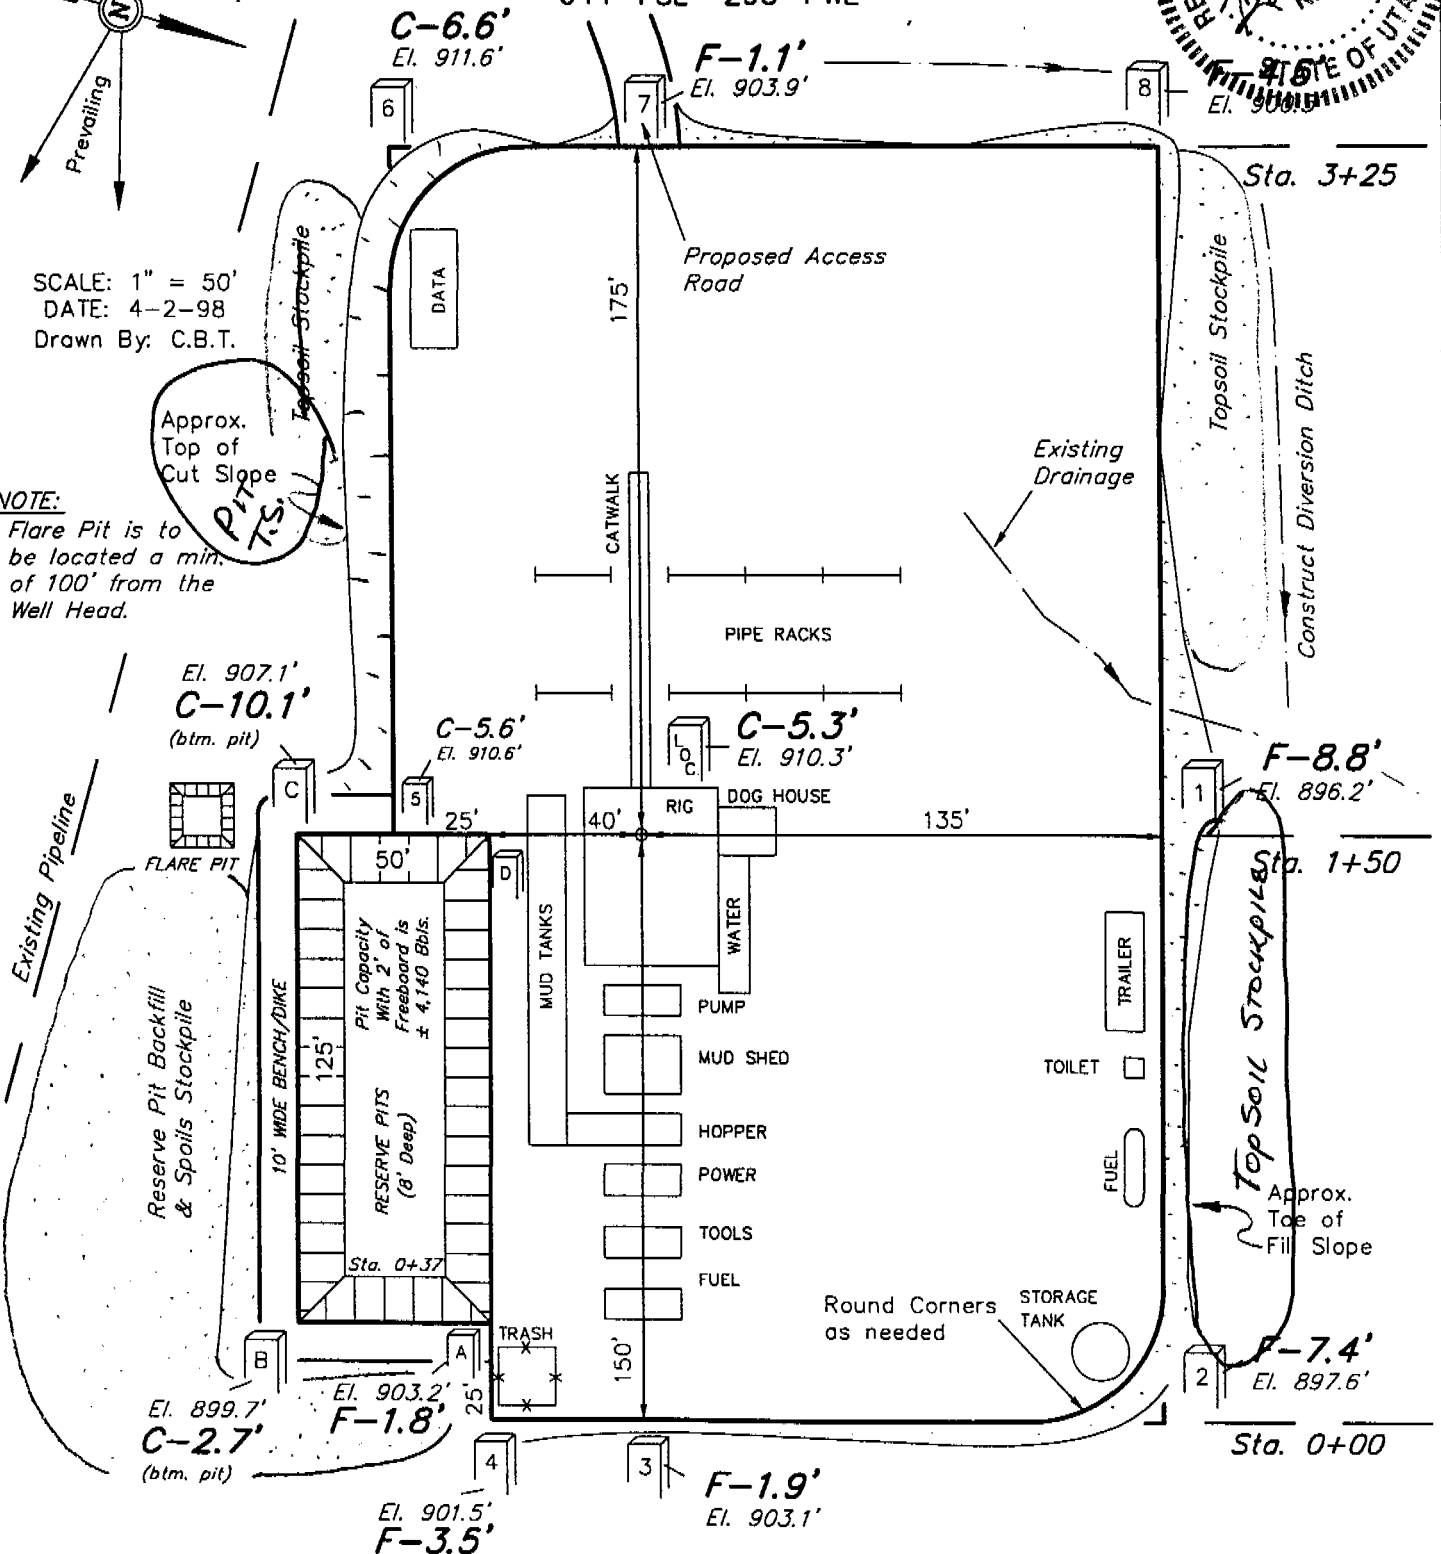 N
Prevailing
C-6.6'
El. 911.6'
6
F-1.1'
El. 903.9'
7
8
STATE OF UTAH
El.
Sta. 3+25
SCALE: 1" = 50'
DATE: 4-2-98
Drawn By: C.B.T.
Topsoil Stockpile
DATA
175'
Proposed Access
Road
Topsoil Stockpile
Construct Diversion Ditch
Approx.
Top of
Cut Slope
PIT
T.S.
NOTE:
Flare Pit is to
be located a min.
of 100' from the
Well Head.
CATWALK
Existing
Drainage
PIPE RACKS
El. 907.1'
C-10.1'
(btm. pit)
C
C-5.6'
El. 910.6'
5
LOC.
C-5.3'
El. 910.3'
F-8.8'
El. 896.2'
1
RIG
DOG HOUSE
25'
40'
135'
Sta. 1+50
Existing Pipeline
FLARE PIT
50'
D
MUD TANKS
WATER
TRAILER
Pit Capacity
With 2' of
Freeboard is
± 4,140 Bbls.
RESERVE PITS
(8' Deep)
125'
10' WIDE BENCH/DIKE
Reserve Pit Backfill
& Spoils Stockpile
PUMP
MUD SHED
TOILET
HOPPER
POWER
FUEL
TOOLS
FUEL
TOPSOIL STOCKPILE
Approx.
Toe of
Fill Slope
Sta. 0+37
Round Corners
as needed
STORAGE
TANK
TRASH
150'
25'
B
A
El. 903.2'
F-1.8'
El. 899.7'
C-2.7'
(btm. pit)
2
F-7.4'
El. 897.6'
Sta. 0+00
4
El. 901.5'
F-3.5'
3
F-1.9'
El. 903.1'